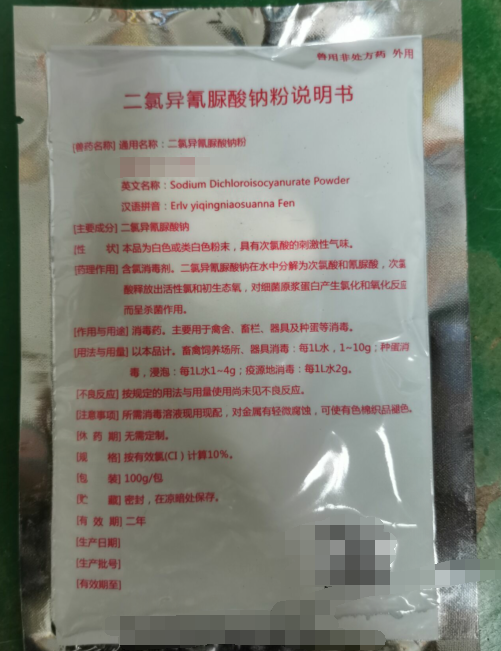 兽用非处方药 外用
二氯异氰脲酸钠粉说明书
[兽药名称] 通用名称：二氯异氰脲酸钠粉
英文名称：Sodium Dichloroisocyanurate Powder
汉语拼音：Erlv yiqingniaosuanna Fen
[主要成分] 二氯异氰脲酸钠
[性 状] 本品为白色或类白色粉末，具有次氯酸的刺激性气味。
[药理作用] 含氯消毒剂。二氯异氰脲酸钠在水中分解为次氯酸和氰脲酸，次氯
酸释放出活性氯和初生态氧，对细菌原浆蛋白产生氯化和氧化反应
而呈杀菌作用。
[作用与用途] 消毒药。主要用于禽舍、畜栏、器具及种蛋等消毒。
[用法与用量] 以本品计。畜禽饲养场所、器具消毒：每1L水，1~10g；种蛋消
毒，浸泡：每1L水1~4g；疫源地消毒：每1L水2g。
[不良反应] 按规定的用法与用量使用尚未见不良反应。
[注意事项] 所需消毒溶液现用现配，对金属有轻微腐蚀，可使有色棉织品褪色。
[休 药 期] 无需定制。
[规 格] 按有效氯(CI）计算10%。
[包 装] 100g/包
[贮 藏] 密封，在凉暗处保存。
[有 效 期] 二年
[生产日期]
[生产批号]
[有效期至]